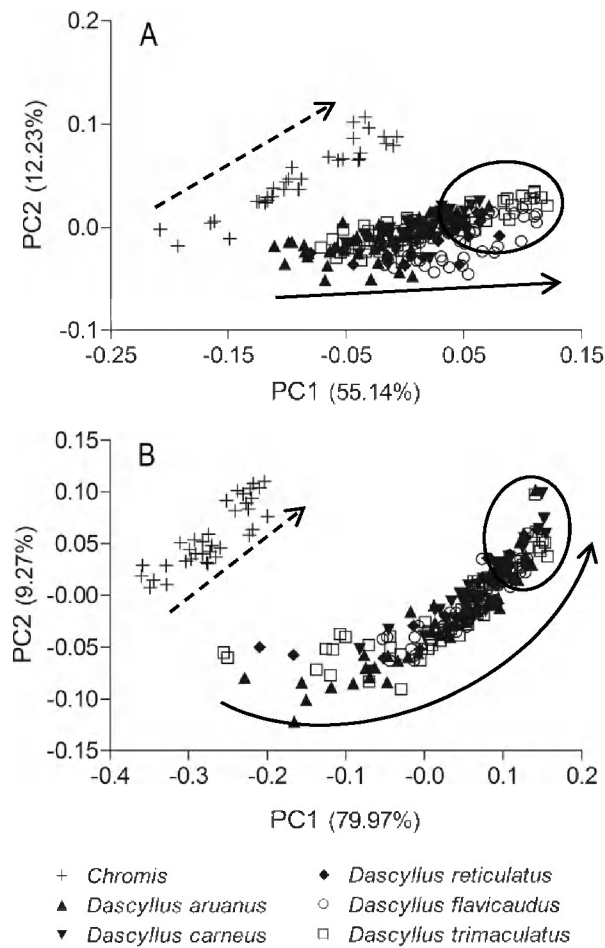 A
0.2
0.1
0.0
-0.1
PC2 (12.23%)
-0.25
-0.15
-0.05
0.05
0.15
PC1 (55.14%)
B
0.15
0.10
0.05
-0.00
-0.05
-0.10
-0.15
PC2 (9.27%)
-0.4
-0.3
-0.2
-0.1
-0.0
0.1
0.2
PC1 (79.97%)
Chromis
Dascyllus aruanus
Dascyllus carneus
Dascyllus reticulatus
Dascyllus flavicaudus
Dascyllus trimaculatus